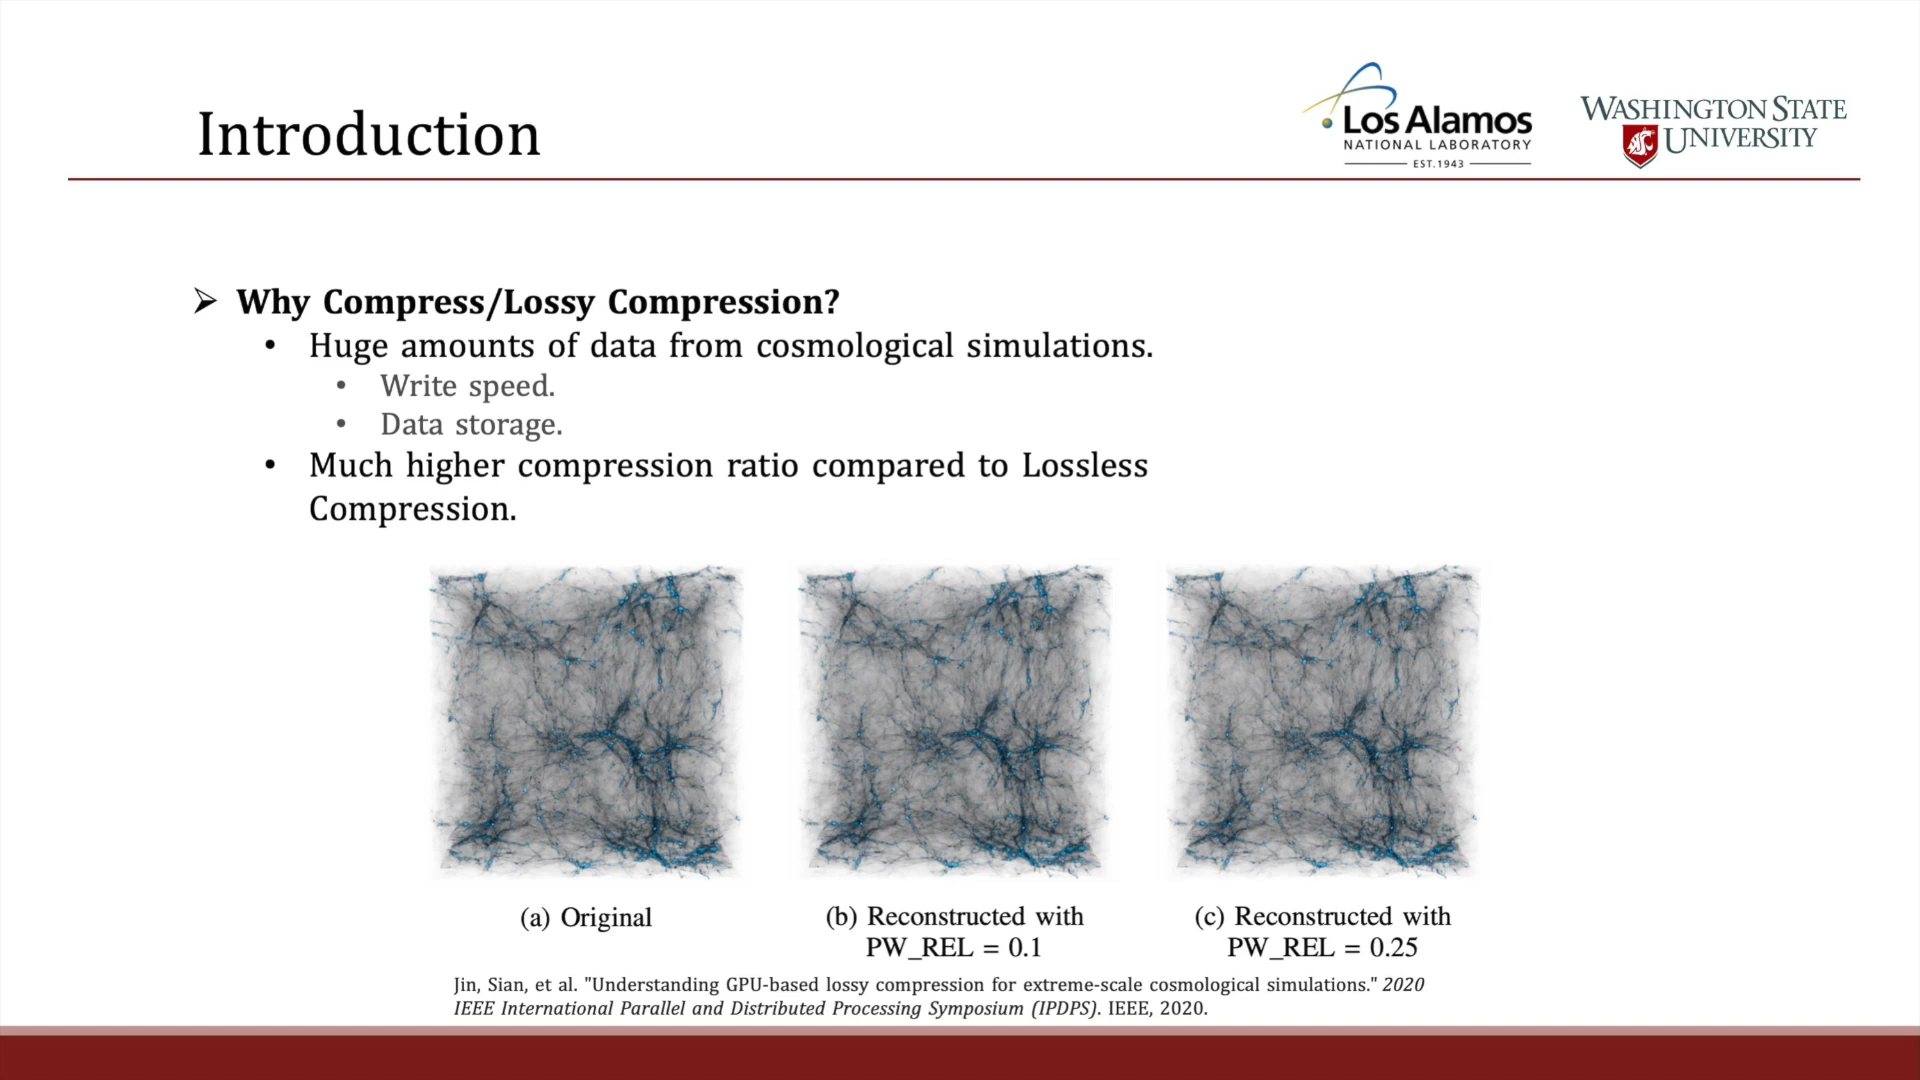 Introduction
Los Alamos
NATIONAL LABORATORY
EST.1943
WASHINGTON STATE
UNIVERSITY
➢ Why Compress/Lossy Compression?
• Huge amounts of data from cosmological simulations.
• Write speed.
• Data storage.
• Much higher compression ratio compared to Lossless
Compression.
(a) Original
(b) Reconstructed with
PW_REL = 0.1
(c) Reconstructed with
PW_REL = 0.25
Jin, Sian, et al. "Understanding GPU-based lossy compression for extreme-scale cosmological simulations." 2020
IEEE International Parallel and Distributed Processing Symposium (IPDPS). IEEE, 2020.